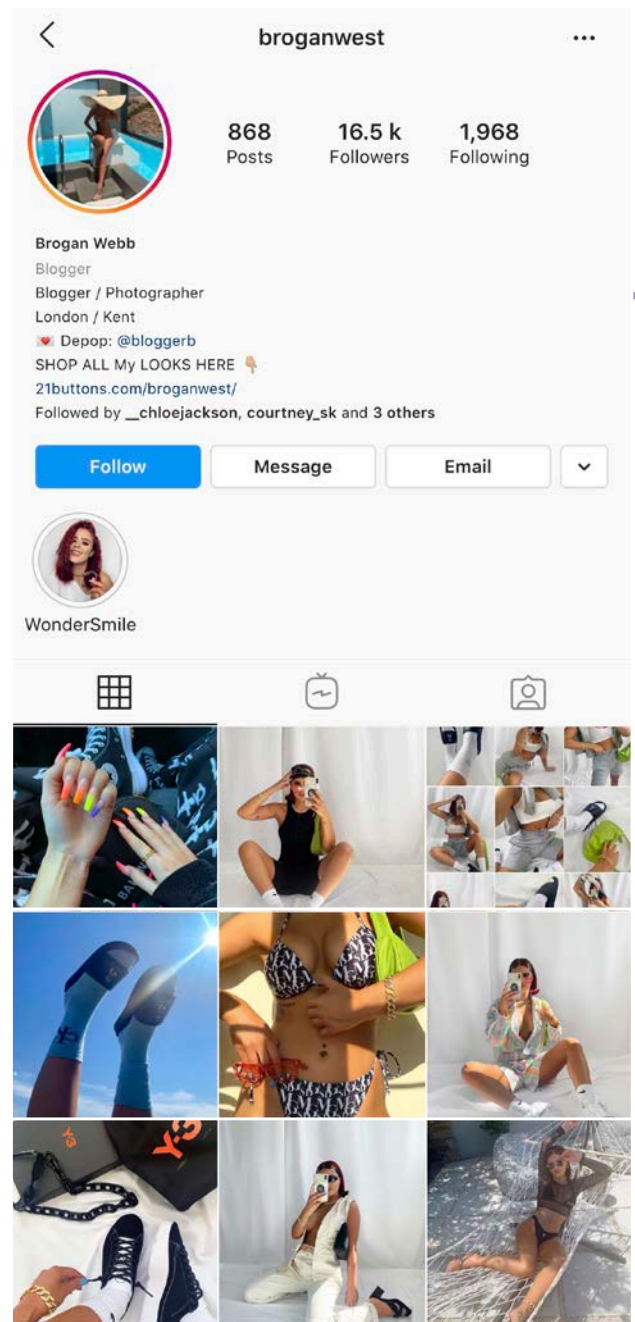 broganwest
868 16.5 k 1,968
Posts Followers Following
Brogan Webb
Blogger
Blogger / Photographer
London / Kent
💌 Depop: @bloggerb
SHOP ALL My LOOKS HERE 👇🏼
21buttons.com/broganwest/
Followed by __chloejackson, courtney_sk and 3 others
Follow Message Email
WonderSmile
Y-3